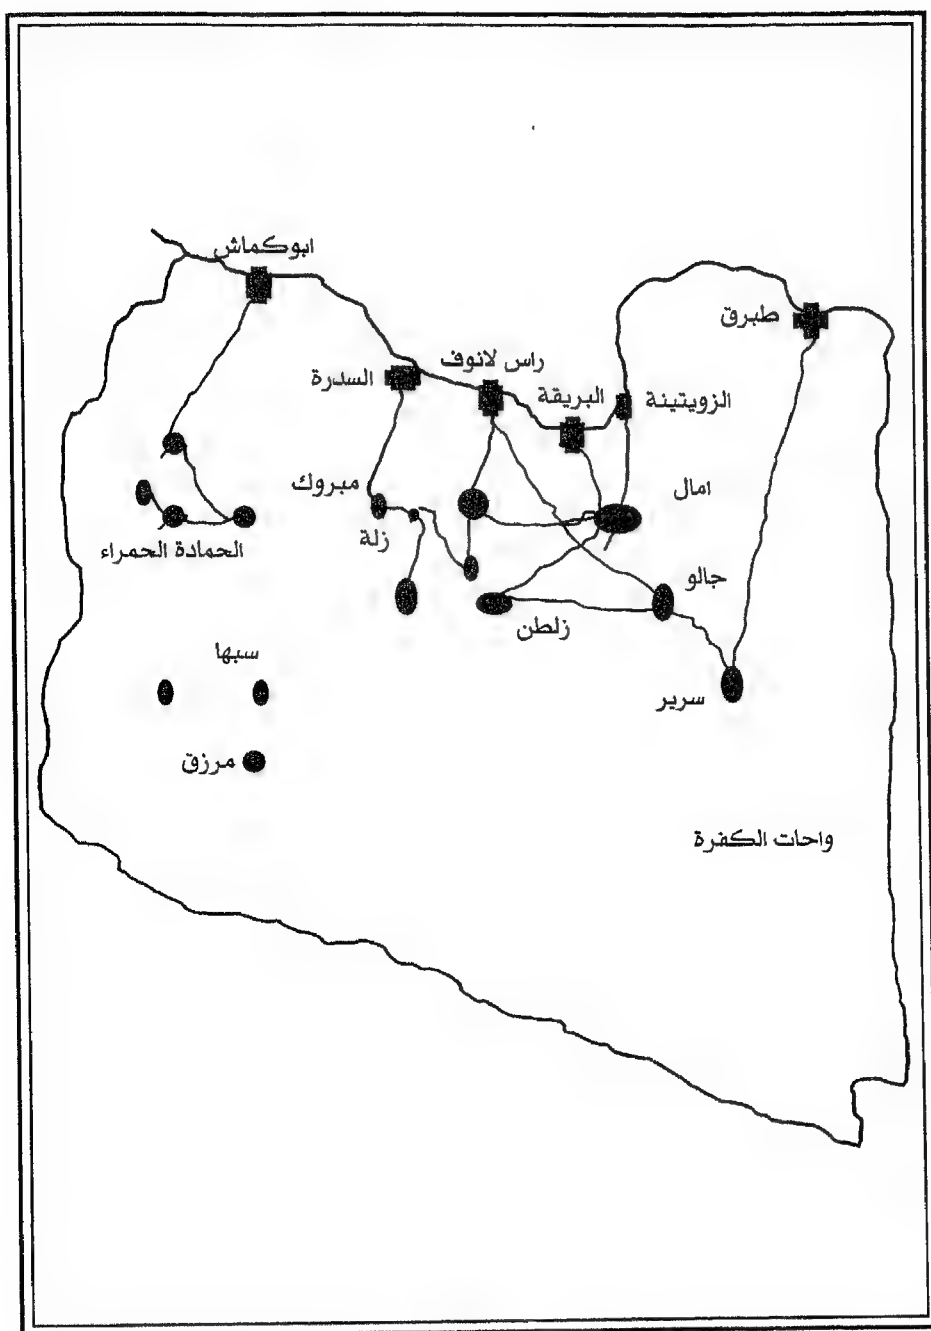 ابوكماش
طبرق
راس لانوف
السدرة
البريقة
الزويتينة
مبروك
امال
زلة
الحمادة الحمراء
جالو
زلطن
سبها
سرير
مرزق
واحات الكفرة